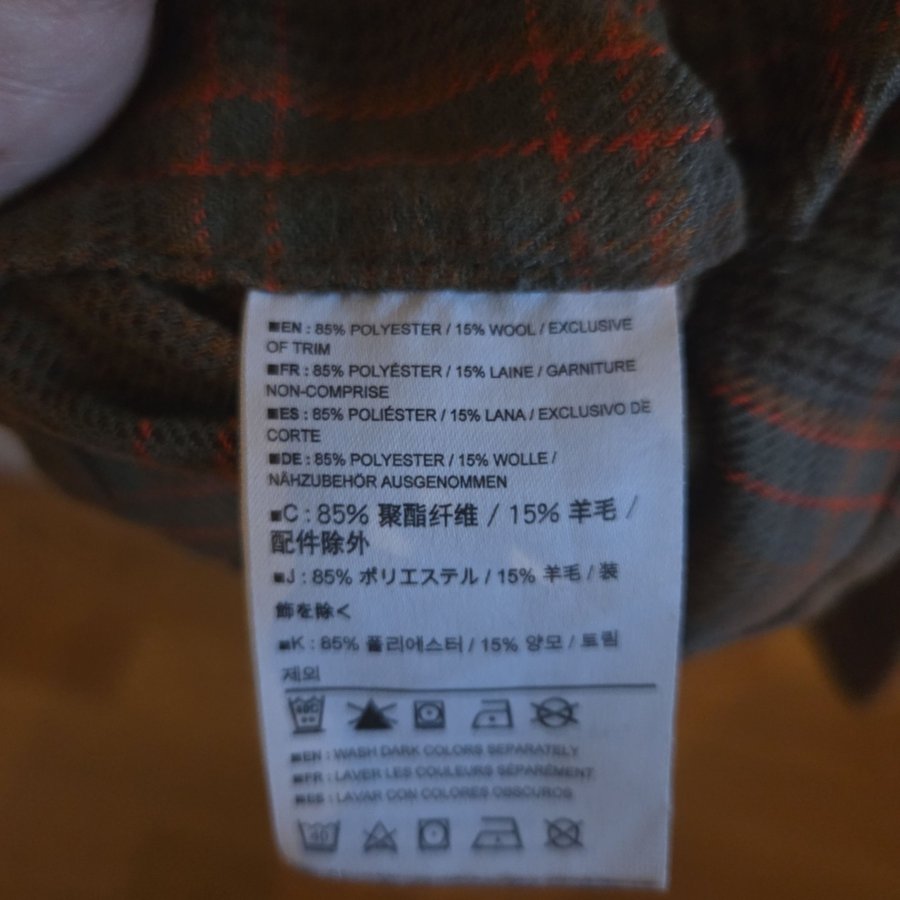 ■EN : 85% POLYESTER / 15% WOOL / EXCLUSIVE
OF TRIM
■FR : 85% POLYÉSTER / 15% LAINE / GARNITURE
NON-COMPRISE
■ES : 85% POLIÉSTER / 15% LANA / EXCLUSIVO DE
CORTE
■DE : 85% POLYESTER / 15% WOLLE /
NÄHZUBEHÖR AUSGENOMMEN
■C : 85% 聚酯纤维 / 15% 羊毛 /
配件除外
■J : 85% ポリエステル / 15% 羊毛 / 装
飾を除く
■K : 85% 폴리에스터 / 15% 양모 / 트림
제외
40C
■EN : WASH DARK COLORS SEPARATELY
■FR : LAVER LES COULEURS SÉPARÉMENT
■ES : LAVAR CON COLORES OBSCUROS
40